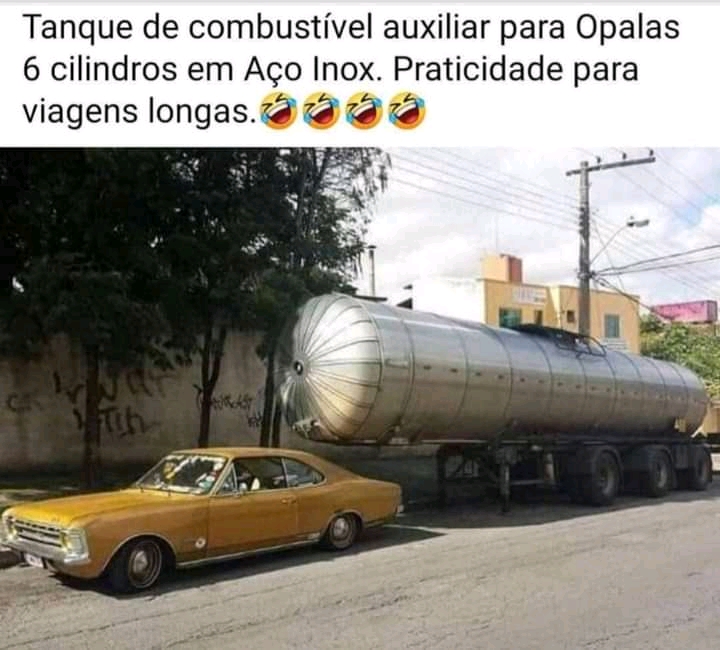 Tanque de combustível auxiliar para Opalas
6 cilindros em Aço Inox. Praticidade para
viagens longas.🤣🤣🤣🤣